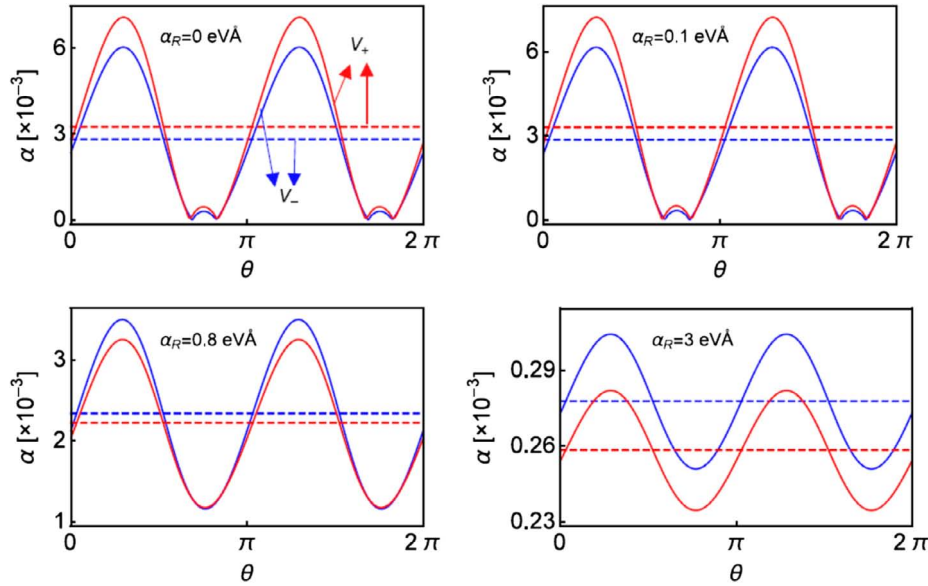 α_R=0 eVÅ
V₊
V₋
α [×10⁻³]
6
3
0
0
π
2 π
θ
α_R=0.1 eVÅ
α [×10⁻³]
6
3
0
0
π
2 π
θ
α_R=0.8 eVÅ
α [×10⁻³]
3
2
1
0
π
2 π
θ
α_R=3 eVÅ
α [×10⁻³]
0.29
0.26
0.23
0
π
2 π
θ